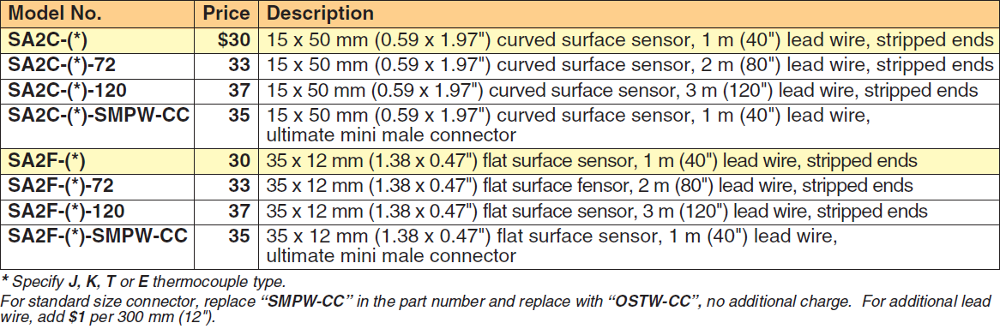 Model No. Price Description
SA2C-(*) $30 15 x 50 mm (0.59 x 1.97") curved surface sensor, 1 m (40") lead wire, stripped ends
SA2C-(*)-72 33 15 x 50 mm (0.59 x 1.97") curved surface sensor, 2 m (80") lead wire, stripped ends
SA2C-(*)-120 37 15 x 50 mm (0.59 x 1.97") curved surface sensor, 3 m (120") lead wire, stripped ends
SA2C-(*)-SMPW-CC 35 15 x 50 mm (0.59 x 1.97") curved surface sensor, 1 m (40") lead wire,
ultimate mini male connector
SA2F-(*) 30 35 x 12 mm (1.38 x 0.47") flat surface sensor, 1 m (40") lead wire, stripped ends
SA2F-(*)-72 33 35 x 12 mm (1.38 x 0.47") flat surface fensor, 2 m (80") lead wire, stripped ends
SA2F-(*)-120 37 35 x 12 mm (1.38 x 0.47") flat surface sensor, 3 m (120") lead wire, stripped ends
SA2F-(*)-SMPW-CC 35 35 x 12 mm (1.38 x 0.47") flat surface sensor, 1 m (40") lead wire,
ultimate mini male connector
* Specify J, K, T or E thermocouple type.
For standard size connector, replace “SMPW-CC” in the part number and replace with “OSTW-CC”, no additional charge. For additional lead
wire, add $1 per 300 mm (12").